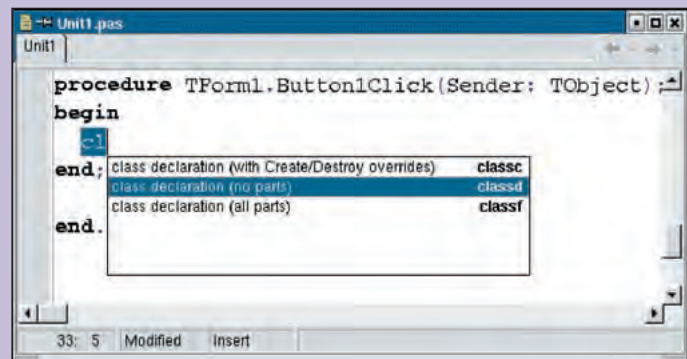 Unit1.pas
Unit1
procedure TForm1.Button1Click(Sender: TObject);
begin
cl
class declaration (with Create/Destroy overrides) classc
end; class declaration (no parts) classd
class declaration (all parts) classf
end.
33: 5 Modified Insert